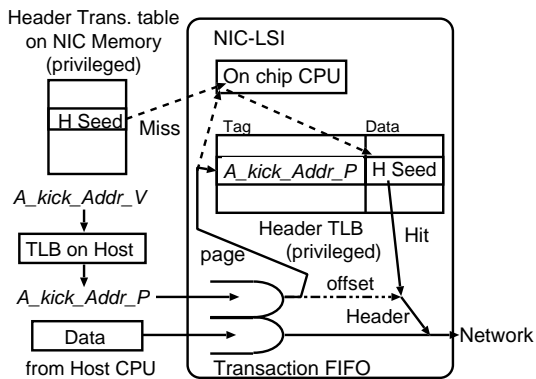 Header Trans. table
on NIC Memory
(privileged)
NIC-LSI
On chip CPU
H Seed
Miss
Tag
Data
A_kick_Addr_P
H Seed
A_kick_Addr_V
Header TLB
(privileged)
Hit
TLB on Host
page
A_kick_Addr_P
offset
Header
Data
Network
from Host CPU
Transaction FIFO